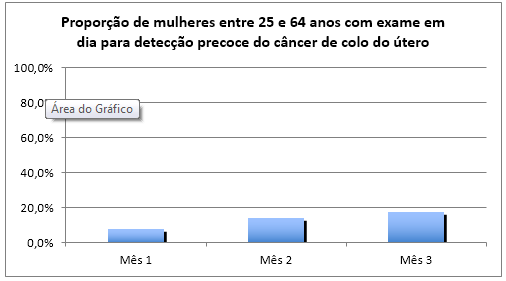 Proporção de mulheres entre 25 e 64 anos com exame em
dia para detecção precoce do câncer de colo do útero
100,0%
80,0%
Área do Gráfico
60,0%
40,0%
20,0%
0,0%
Mês 1 Mês 2 Mês 3